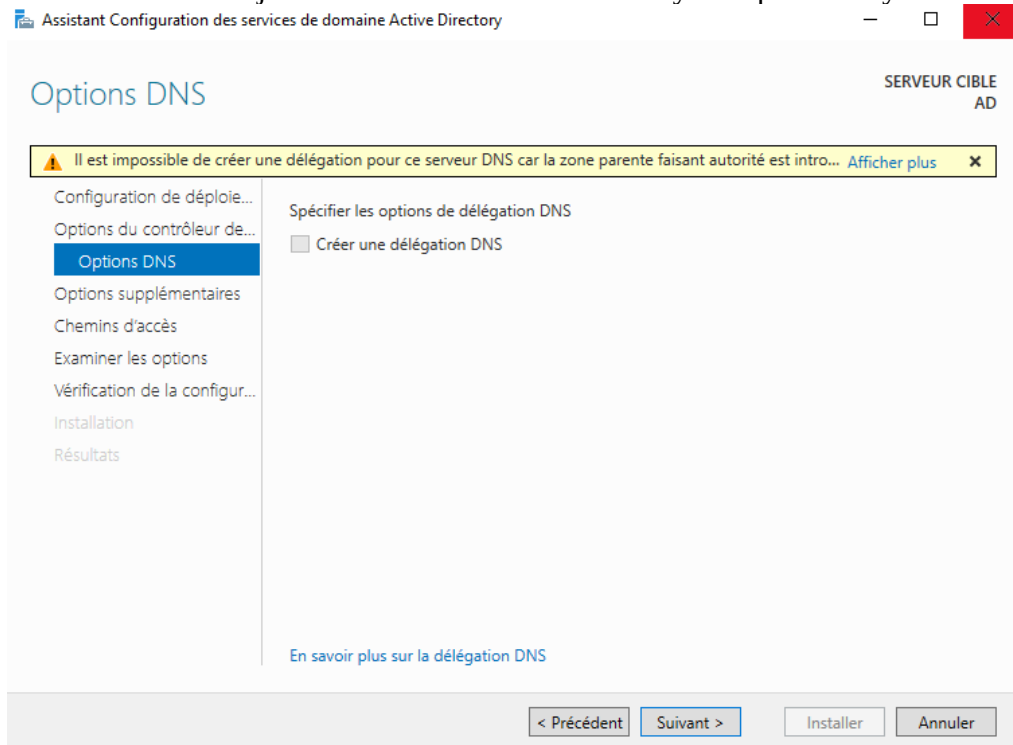 Assistant Configuration des services de domaine Active Directory
Options DNS
SERVEUR CIBLE
AD
Il est impossible de créer une délégation pour ce serveur DNS car la zone parente faisant autorité est intro... Afficher plus
Configuration de déploie...
Options du contrôleur de...
Options DNS
Options supplémentaires
Chemins d'accès
Examiner les options
Vérification de la configur...
Installation
Résultats
Spécifier les options de délégation DNS
Créer une délégation DNS
En savoir plus sur la délégation DNS
< Précédent
Suivant >
Installer
Annuler